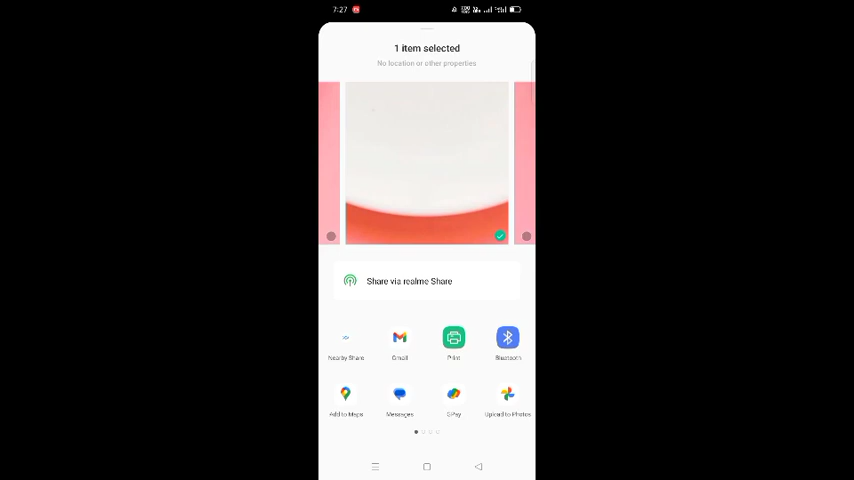 7:27
1 item selected
No location or other properties
Share via realme Share
Nearby Share Gmail Print Bluetooth
Add to Maps Messages GPay Upload to Photos